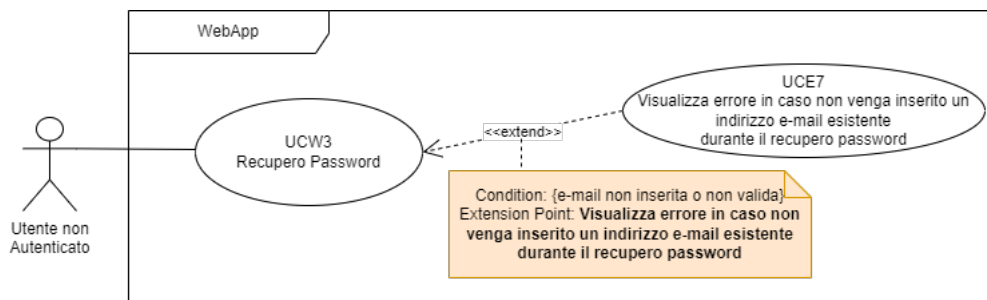 WebApp
UCE7
Visualizza errore in caso non venga inserito un
indirizzo e-mail esistente
durante il recupero password
<<extend>>
UCW3
Recupero Password
Condition: {e-mail non inserita o non valida}
Extension Point: Visualizza errore in caso non
venga inserito un indirizzo e-mail esistente
durante il recupero password
Utente non
Autenticato